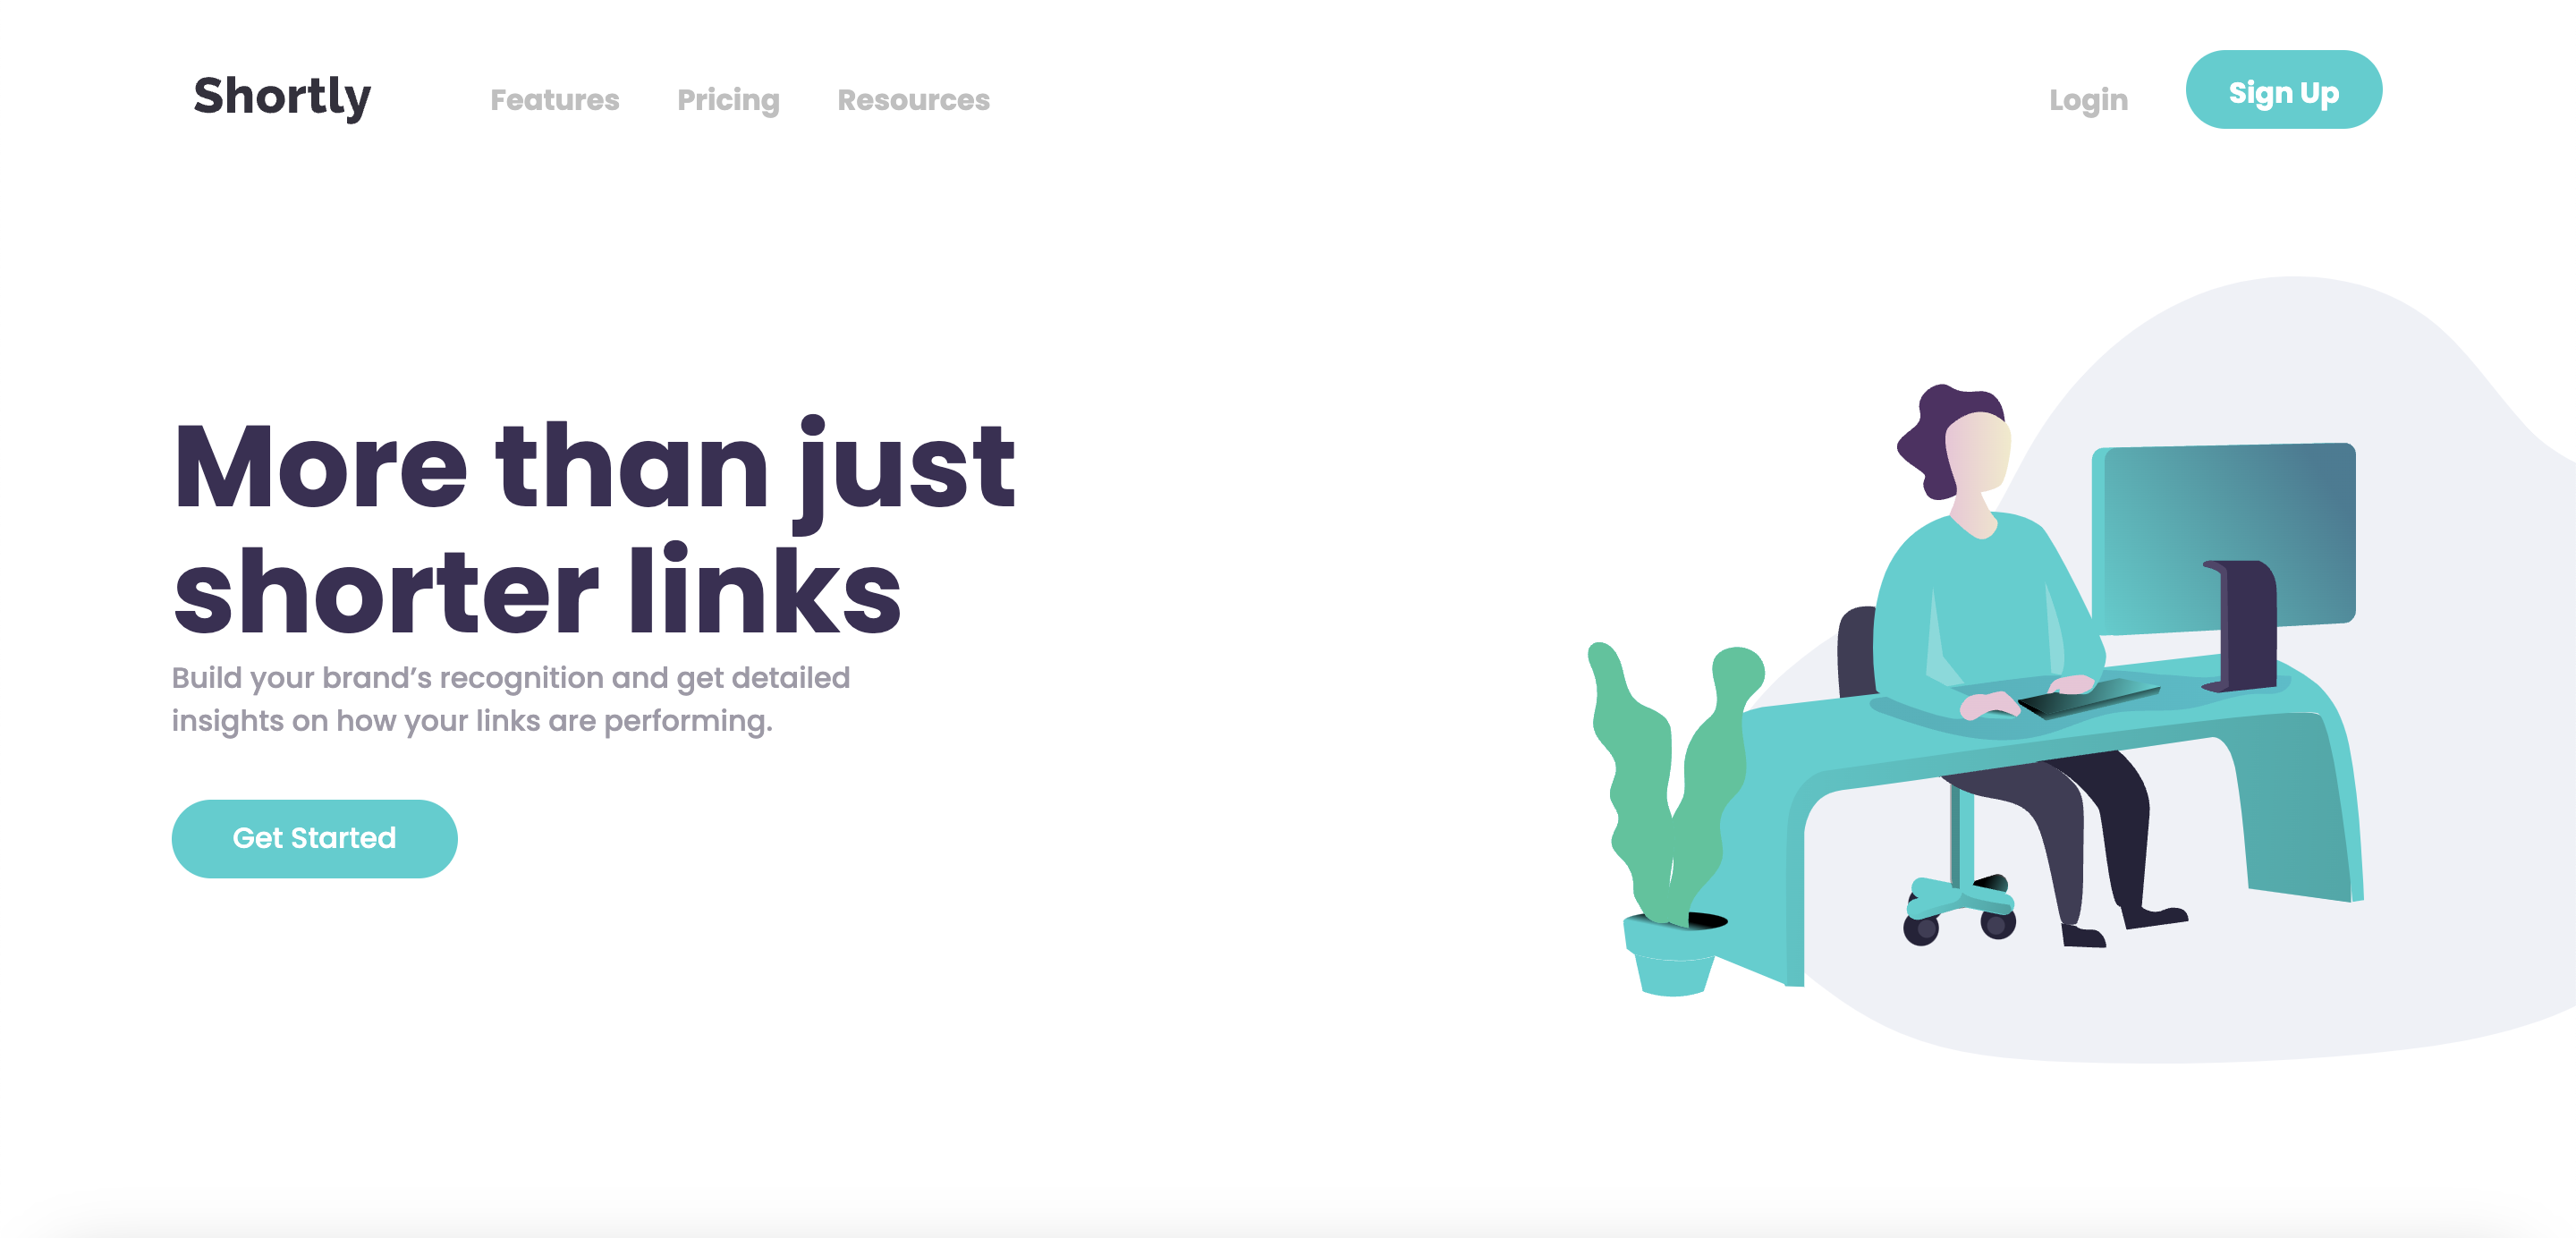 Shortly Features Pricing Resources Login Sign Up
More than just
shorter links
Build your brand’s recognition and get detailed
insights on how your links are performing.
Get Started